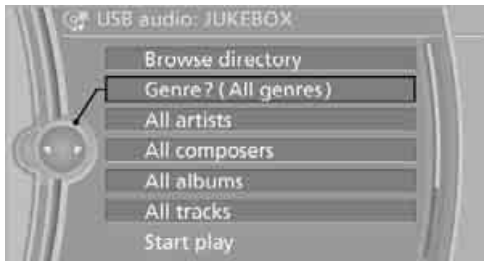 USB audio: JUKEBOX
Browse directory
Genre? ( All genres )
All artists
All composers
All albums
All tracks
Start play